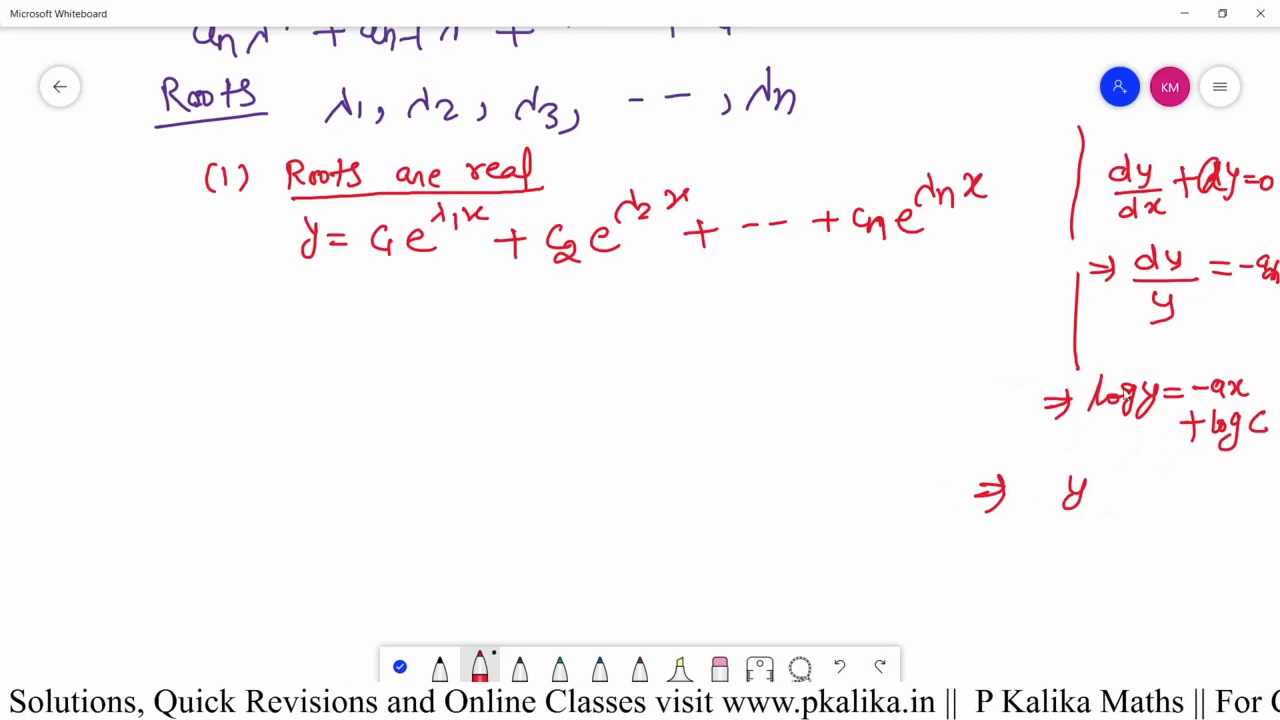 Microsoft Whiteboard
Roots λ1, λ2, λ3, -- , λn
KM
(1) Roots are real
y = c1 e^λ1x + c2 e^λ2x + -- + cn e^λnx
dy/dx + ay = 0
⇒ dy/y =
⇒ log y = -ax
+ log C
⇒ y
Solutions, Quick Revisions and Online Classes visit www.pkalika.in || P Kalika Maths || For